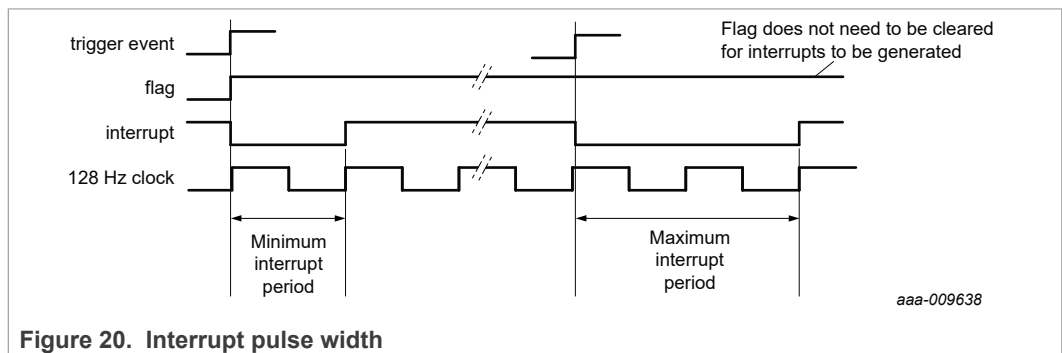 trigger event
Flag does not need to be cleared
for interrupts to be generated
flag
interrupt
128 Hz clock
Minimum
interrupt
period
Maximum
interrupt
period
aaa-009638
Figure 20. Interrupt pulse width